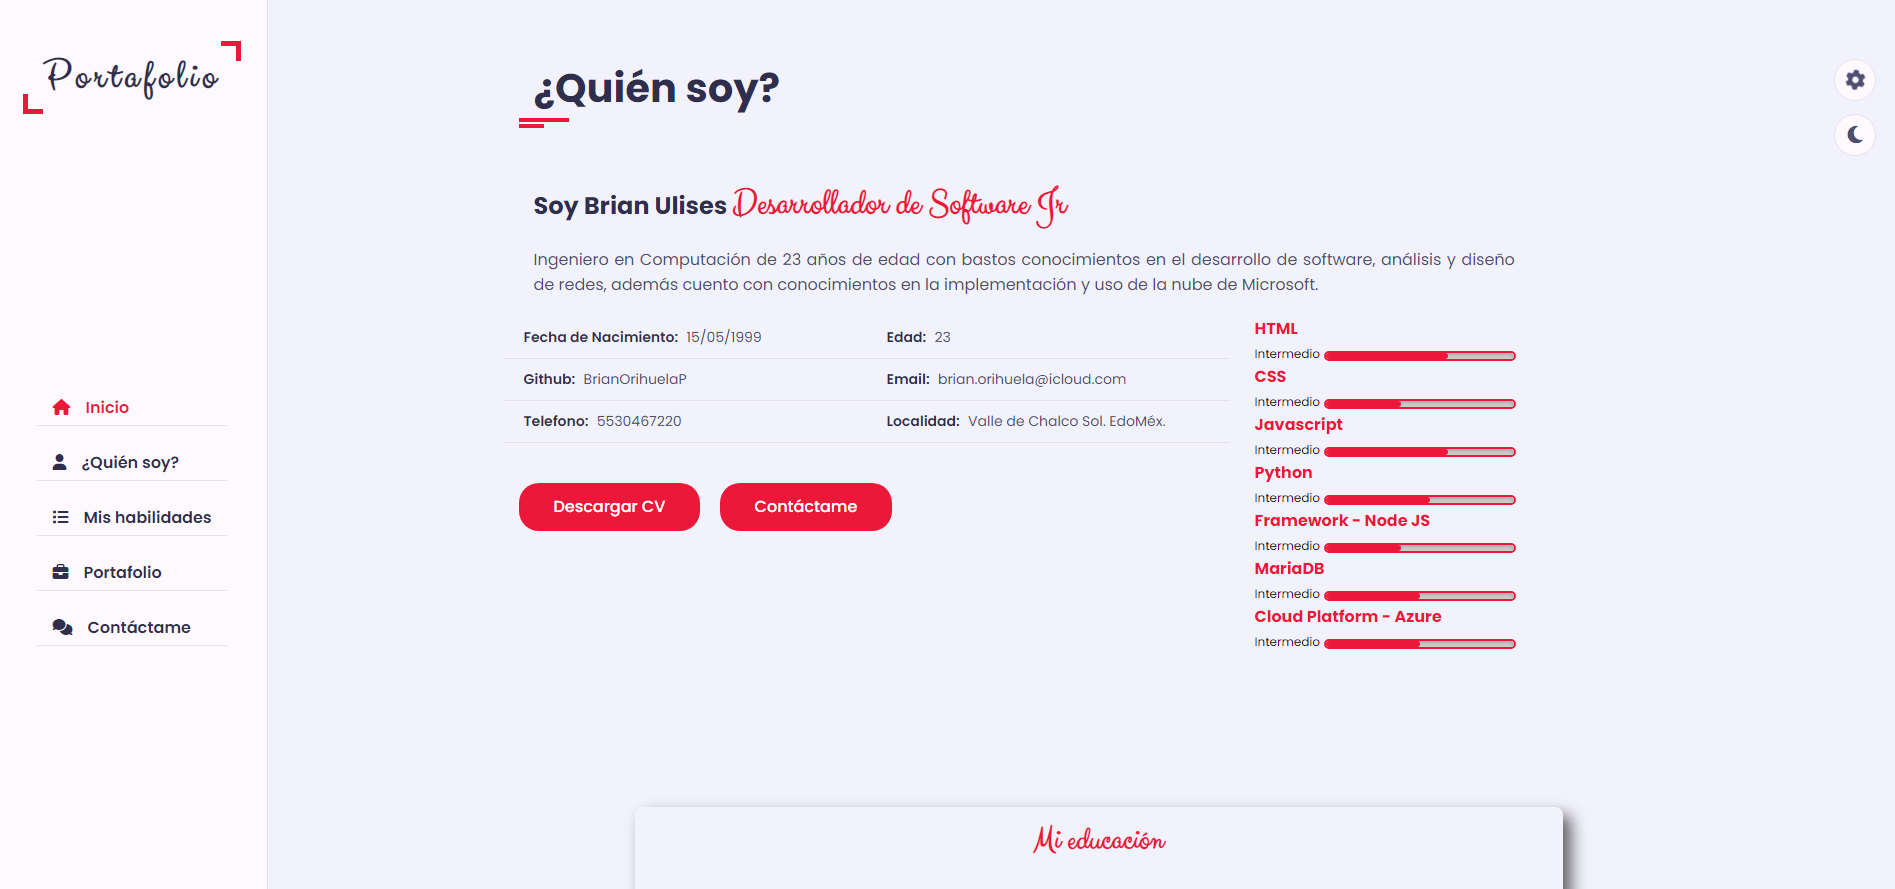 Portafolio
Inicio
¿Quién soy?
Mis habilidades
Portafolio
Contáctame
¿Quién soy?
Soy Brian Ulises Desarrollador de Software Jr
Ingeniero en Computación de 23 años de edad con bastos conocimientos en el desarrollo de software, análisis y diseño
de redes, además cuento con conocimientos en la implementación y uso de la nube de Microsoft.
Fecha de Nacimiento: 15/05/1999 Edad: 23
Github: BrianOrihuelaP Email: brian.orihuela@icloud.com
Telefono: 5530467220 Localidad: Valle de Chalco Sol. EdoMéx.
Descargar CV Contáctame
HTML
Intermedio
CSS
Intermedio
Javascript
Intermedio
Python
Intermedio
Framework - Node JS
Intermedio
MariaDB
Intermedio
Cloud Platform - Azure
Intermedio
Mi educación